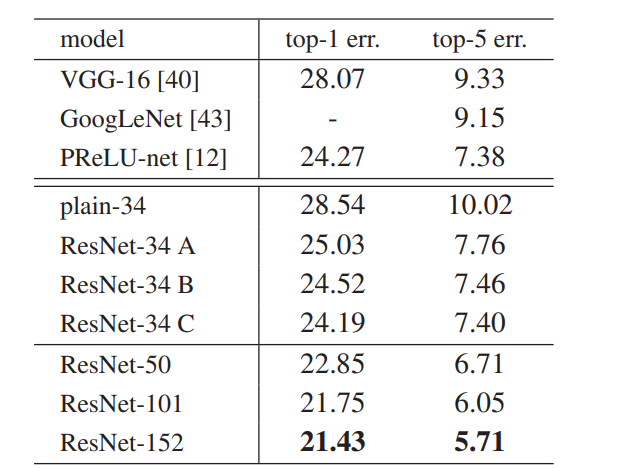 model top-1 err. top-5 err.
VGG-16 [40] 28.07 9.33
GoogLeNet [43] - 9.15
PReLU-net [12] 24.27 7.38
plain-34 28.54 10.02
ResNet-34 A 25.03 7.76
ResNet-34 B 24.52 7.46
ResNet-34 C 24.19 7.40
ResNet-50 22.85 6.71
ResNet-101 21.75 6.05
ResNet-152 21.43 5.71